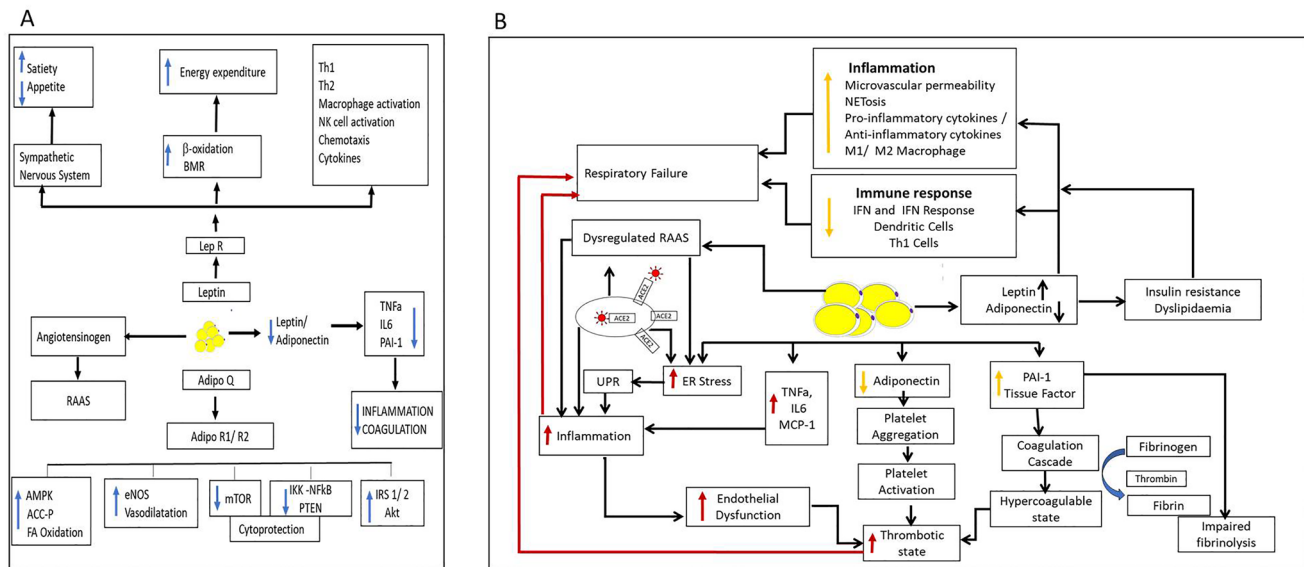 A
Satiety
Appetite
Energy expenditure
Th1
Th2
Macrophage activation
NK cell activation
Chemotaxis
Cytokines
Sympathetic
Nervous System
β-oxidation
BMR
Lep R
Leptin
Angiotensinogen
Leptin/
Adiponectin
TNFa
IL6
PAI-1
RAAS
Adipo Q
INFLAMMATION
COAGULATION
Adipo R1/ R2
AMPK
ACC-P
FA Oxidation
eNOS
Vasodilatation
mTOR
IKK -NFkB
PTEN
Cytoprotection
IRS 1/ 2
Akt
B
Inflammation
Microvascular permeability
NETosis
Pro-inflammatory cytokines /
Anti-inflammatory cytokines
M1/ M2 Macrophage
Respiratory Failure
Immune response
IFN and IFN Response
Dendritic Cells
Th1 Cells
Dysregulated RAAS
ACE2
ACE2
ACE2
ACE2
Leptin
Adiponectin
Insulin resistance
Dyslipidaemia
UPR
ER Stress
TNFa,
IL6
MCP-1
Adiponectin
PAI-1
Tissue Factor
Inflammation
Platelet
Aggregation
Coagulation
Cascade
Fibrinogen
Thrombin
Fibrin
Platelet
Activation
Endothelial
Dysfunction
Hypercoagulable
state
Thrombotic
state
Impaired
fibrinolysis